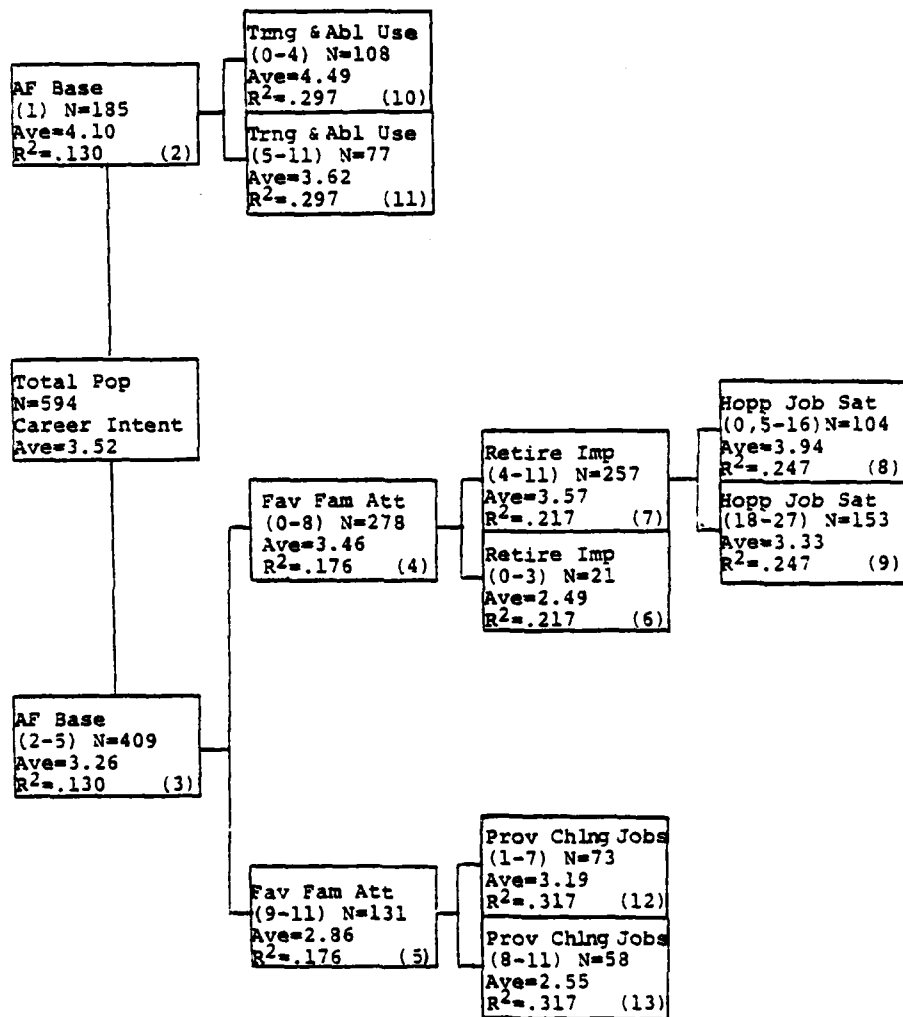 Trng & Abl Use
(0-4) N=108
Ave=4.49
R²=.297 (10)
Trng & Abl Use
(5-11) N=77
Ave=3.62
R²=.297 (11)
AF Base
(1) N=185
Ave=4.10
R²=.130 (2)
Total Pop
N=594
Career Intent
Ave=3.52
Hopp Job Sat
(0,5-16)N=104
Ave=3.94
R²=.247 (8)
Hopp Job Sat
(18-27) N=153
Ave=3.33
R²=.247 (9)
Retire Imp
(4-11) N=257
Ave=3.57
R²=.217 (7)
Retire Imp
(0-3) N=21
Ave=2.49
R²=.217 (6)
Fav Fam Att
(0-8) N=278
Ave=3.46
R²=.176 (4)
AF Base
(2-5) N=409
Ave=3.26
R²=.130 (3)
Fav Fam Att
(9-11) N=131
Ave=2.86
R²=.176 (5)
Prov Chlng Jobs
(1-7) N=73
Ave=3.19
R²=.317 (12)
Prov Chlng Jobs
(8-11) N=58
Ave=2.55
R²=.317 (13)